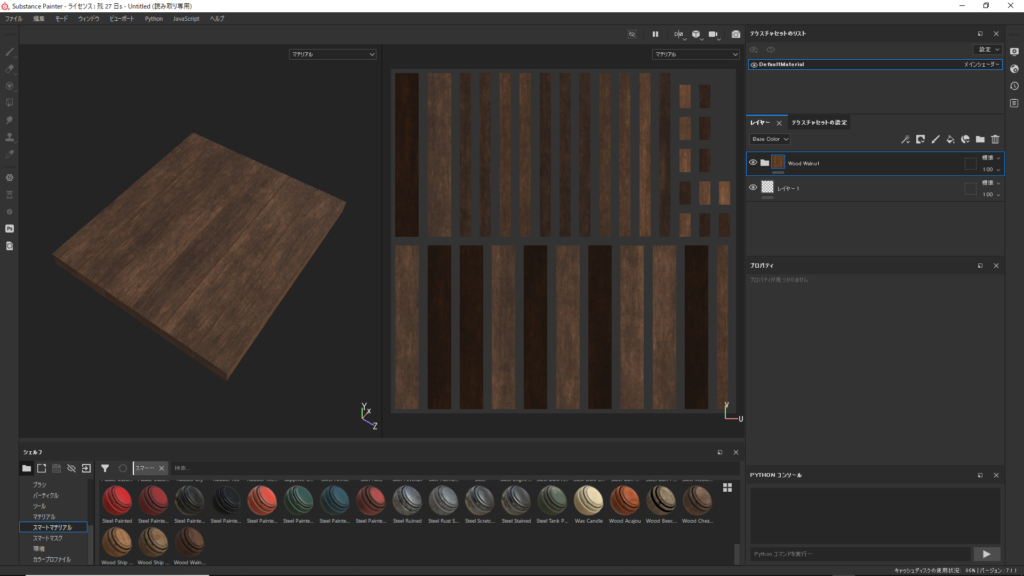 Substance Painter - ライセンス: 残 27 日s - Untitled (読み取り専用)
ファイル 編集 モード ウィンドウ ビューポート Python JavaScript ヘルプ
マテリアル
マテリアル
Y
X
Z
V
U
テクスチャセットのリスト
設定
DefaultMaterial
メインシェーダー
レイヤー
テクスチャセットの設定
Base Color
Wood Walnut
標準
100
レイヤー 1
標準
100
プロパティ
プロパティが見つかりません
シェルフ
スマー…
検索...
ブラシ
パーティクル
ツール
マテリアル
スマートマテリアル
スマートマスク
環境
カラープロファイル
Steel Painted
Steel Painte...
Steel Painte...
Steel Painte...
Steel Painte...
Steel Painte...
Steel Painte...
Steel Painte...
Steel Ruined
Steel Rust S...
Steel Scratc...
Steel Stained
Steel Tank P...
Wax Candle
Wood Acajou
Wood Beec...
Wood Ches...
Wood Ship ...
Wood Ship ...
Wood Waln...
PYTHON コンソール
Python コマンドを実行...
キャッシュディスクの使用状況: 86% | バージョン: 7.1.1